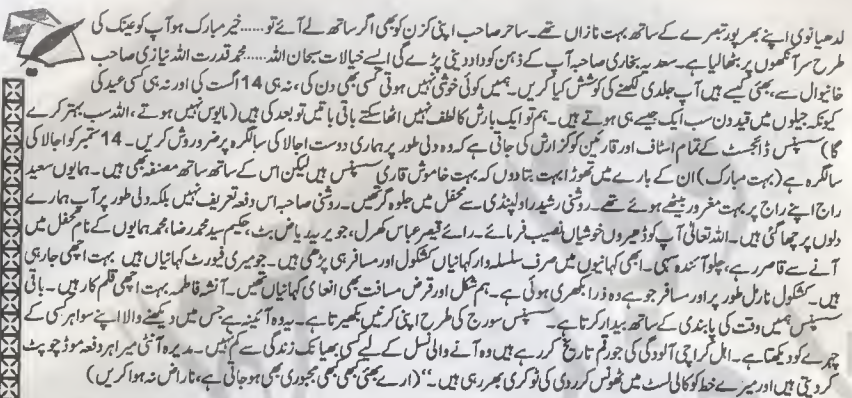 لدھیانوی اپنے بھرپور تبصرے کے ساتھ بہت نازاں تھے۔ ساحر صاحب اپنی کزن کو بھی اگر ساتھ لے آئے تو...... خیر مبارک ہو آپ کو عینک کی
طرح سر آنکھوں پر بٹھالیا ہے۔ سعدیہ بخاری صاحبہ آپ کے ذہن کو داد دینی پڑے گی ایسے خیالات سبحان اللہ...... محمد قدرت اللہ نیازی صاحب
خانیوال سے، بھئی کیسے ہیں آپ جلدی لکھنے کی کوشش کیا کریں۔ ہمیں کوئی خوشی نہیں ہوتی کسی بھی دن کی، نہ ہی 14 اگست کی اور نہ ہی کسی عید کی
کیونکہ جیلوں میں قید دن سب ایک جیسے ہی ہوتے ہیں۔ ہم تو ایک بارش کا لطف نہیں اٹھا سکتے باقی باتیں تو بعد کی ہیں (مایوس نہیں ہوتے، اللہ سب بہتر کرے
گا) سسپنس ڈائجسٹ کے تمام اسٹاف اور قارئین کو گزارش کی جاتی ہے کہ وہ دلی طور پر ہماری دوست اجالا کی سالگرہ پر ضرور وش کریں۔ 14 ستمبر کو اجالا کی
سالگرہ ہے (بہت مبارک) ان کے بارے میں تھوڑا بہت بتادوں کہ بہت خاموش قاری سسپنس ہیں لیکن اس کے ساتھ ساتھ مصنفہ بھی ہیں۔ ہمایوں سعید
راج اپنے راج پر بہت مغرور بیٹھے ہوئے تھے۔ روشنی رشید راولپنڈی سے محفل میں جلوہ گر تھیں۔ روشنی صاحبہ اس دفعہ تعریف نہیں بلکہ دلی طور پر آپ ہمارے
دلوں پر چھا گئی ہیں۔ اللہ تعالیٰ آپ کو ڈھیروں خوشیاں نصیب فرمائے۔ رائے قیصر عباس کھرل، جویریہ ریاض بٹ، حکیم سید محمد رضا، محمد ہمایوں کے نام محفل میں
آنے سے قاصر رہے، چلو آئندہ سہی۔ ابھی کہانیوں میں صرف سلسلہ وار کہانیاں کشکول اور مسافر ہی پڑھی ہیں۔ جو میری فیورٹ کہانیاں ہیں بہت اچھی جارہی
ہیں۔ کشکول نارمل طور پر اور مسافر جو ہے وہ ذرا بکھری ہوئی ہے۔ ہم شکل اور قرض مسافت بھی انعامی کہانیاں تھیں۔ آنشہ فاطمہ بہت اچھی قلم کار ہیں۔ باقی
سسپنس ہمیں وقت کی پابندی کے ساتھ بیدار کرتا ہے۔ سسپنس سورج کی طرح اپنی کرنیں بکھیرتا ہے۔ یہ وہ آئینہ ہے جس میں دیکھنے والا اپنے سوا ہر کسی کے
چہرے کو دیکھتا ہے۔ اہل کراچی آلودگی کی جو رقم تاریخ کررہے ہیں وہ آنے والی نسل کے لیے کسی بھیانک زندگی سے کم نہیں۔ مدیرہ آنٹی میرا ہر دفعہ موڈ چوپٹ
کردیتی ہیں اور میرے خط کو کالی لسٹ میں ٹھونس کر ردی کی ٹوکری بھر رہی ہیں۔" (ارے بھئی کبھی کبھی مجبوری بھی ہوجاتی ہے، ناراض نہ ہوا کریں)